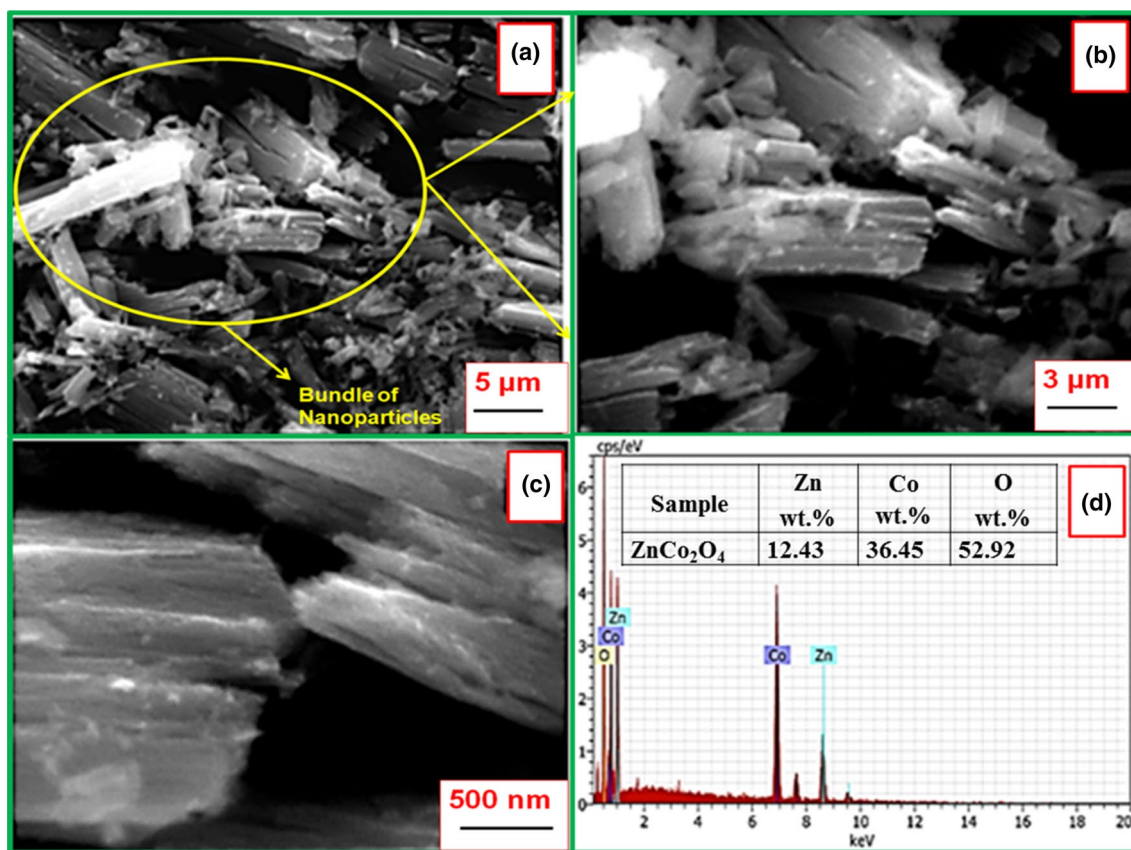 (a)
Bundle of
Nanoparticles
5 µm
(b)
3 µm
(c)
500 nm
(d)
cps/eV
Sample Zn wt.% Co wt.% O wt.%
ZnCo₂O₄ 12.43 36.45 52.92
6
5
4
3
2
1
0
Zn
Co
O
Co
Zn
2 4 6 8 10 12 14 16 18 20
keV